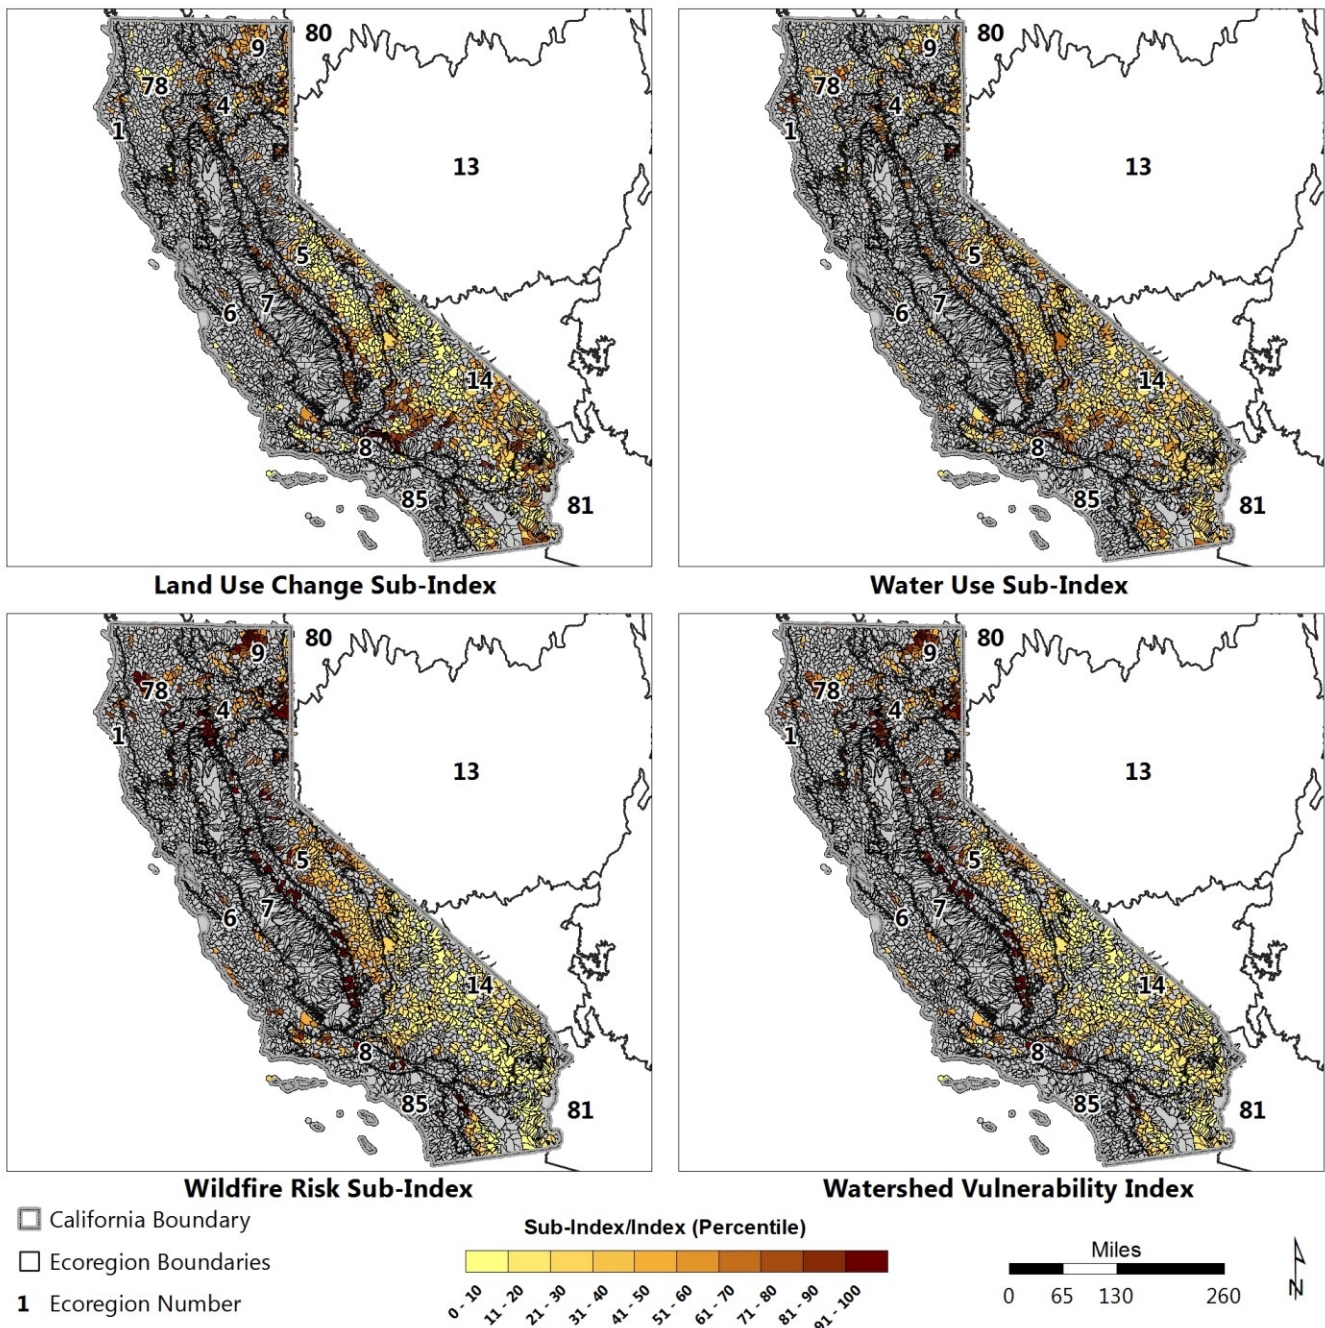 80
9
78
4
1
13
5
6
7
14
8
85
81
Land Use Change Sub-Index
80
9
78
4
1
13
5
6
7
14
8
85
81
Water Use Sub-Index
80
9
78
4
1
13
5
6
7
14
8
85
81
Wildfire Risk Sub-Index
80
9
78
4
1
13
5
6
7
14
8
85
81
Watershed Vulnerability Index
California Boundary
Ecoregion Boundaries
1 Ecoregion Number
Sub-Index/Index (Percentile)
0 - 10
11 - 20
21 - 30
31 - 40
41 - 50
51 - 60
61 - 70
71 - 80
81 - 90
91 - 100
Miles
0 65 130 260
N